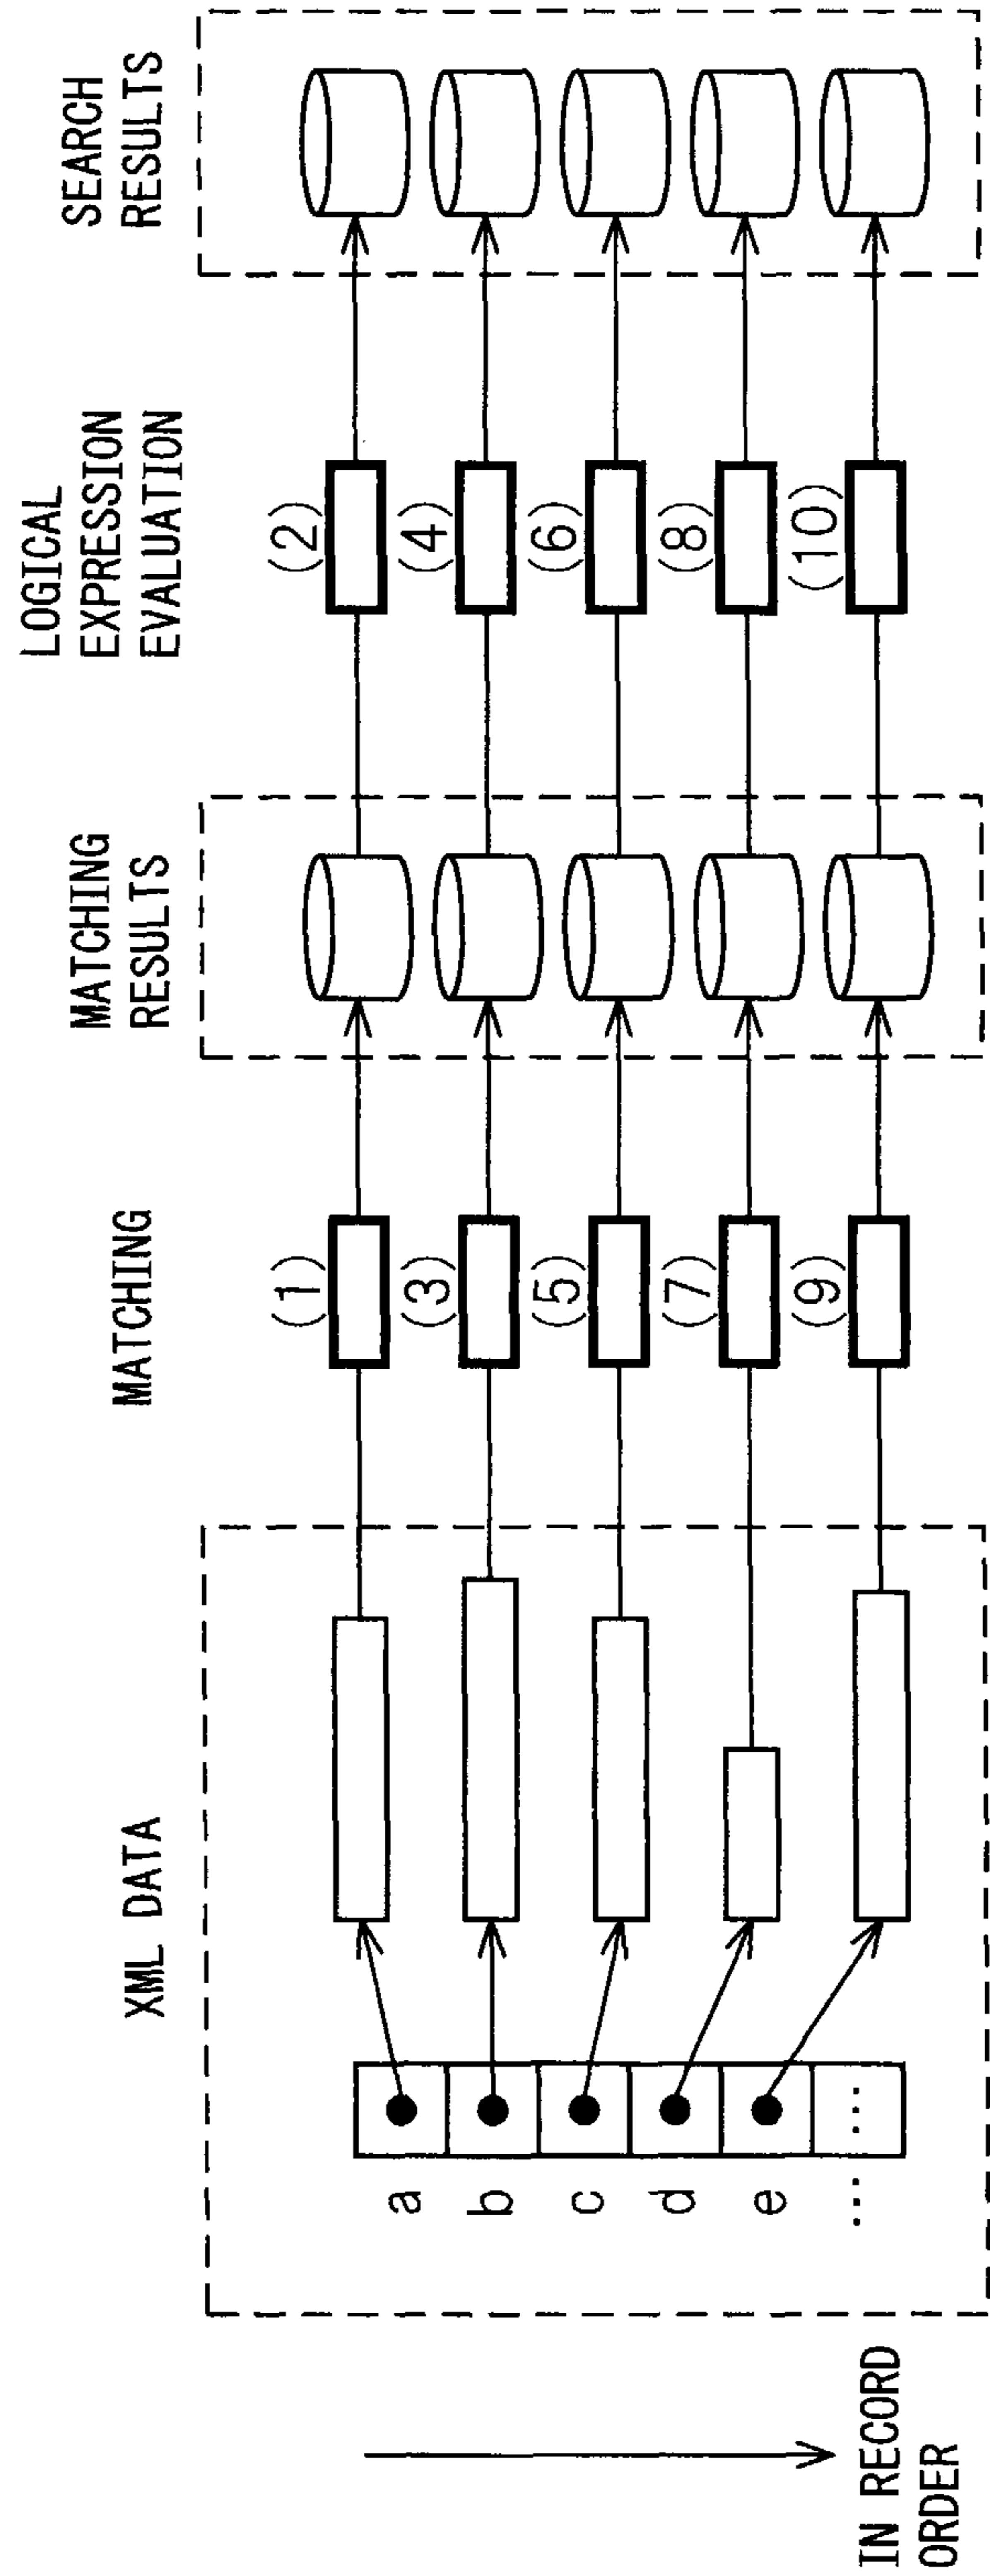 XML DATA
MATCHING
MATCHING
RESULTS
LOGICAL
EXPRESSION
EVALUATION
SEARCH
RESULTS
a
(1)
(2)
b
(3)
(4)
c
(5)
(6)
d
(7)
(8)
e
(9)
(10)
... ...
IN RECORD
ORDER